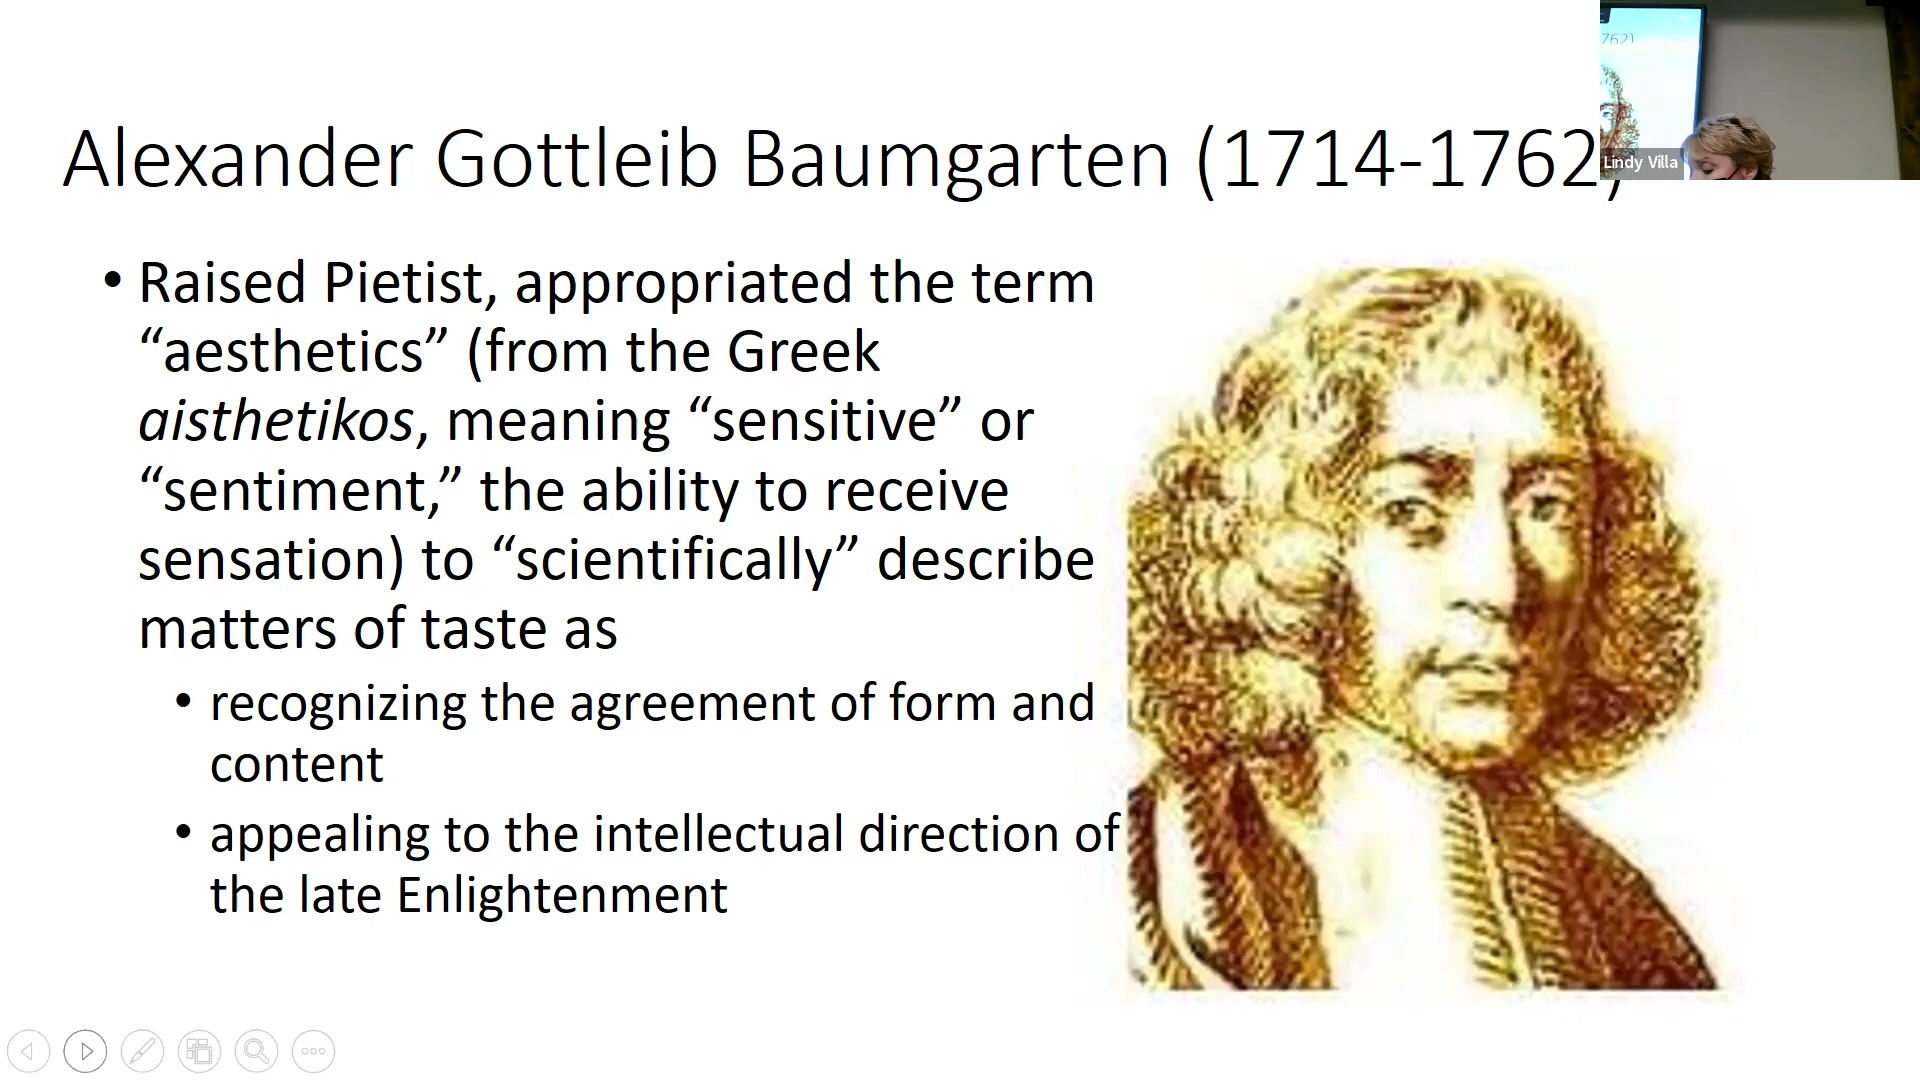 Alexander Gottleib Baumgarten (1714-1762)
762)
Lindy Villa
• Raised Pietist, appropriated the term
“aesthetics” (from the Greek
aisthetikos, meaning “sensitive” or
“sentiment,” the ability to receive
sensation) to “scientifically” describe
matters of taste as
• recognizing the agreement of form and
content
• appealing to the intellectual direction of
the late Enlightenment